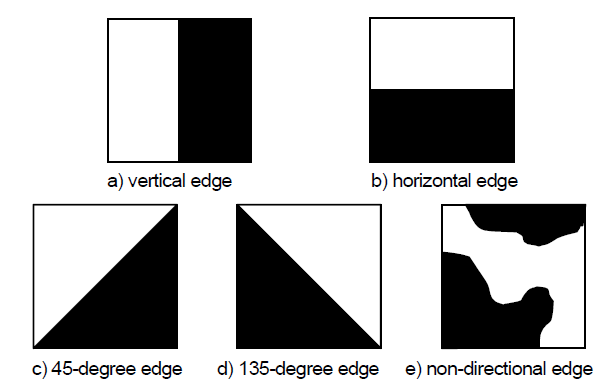 a) vertical edge
b) horizontal edge
c) 45-degree edge
d) 135-degree edge
e) non-directional edge